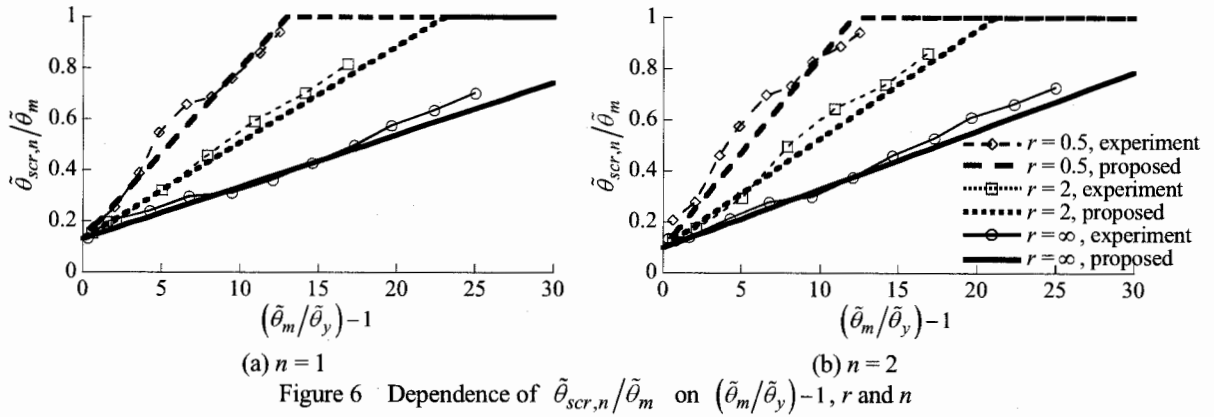 1
0.8
0.6
0.4
0.2
0
θ̃scr,n/θ̃m
0 5 10 15 20 25 30
(θ̃m/θ̃y)−1
(a) n = 1
1
0.8
0.6
0.4
0.2
0
θ̃scr,n/θ̃m
0 5 10 15 20 25 30
(θ̃m/θ̃y)−1
(b) n = 2
r = 0.5, experiment
r = 0.5, proposed
r = 2, experiment
r = 2, proposed
r = ∞, experiment
r = ∞, proposed
Figure 6 Dependence of θ̃scr,n/θ̃m on (θ̃m/θ̃y)−1, r and n